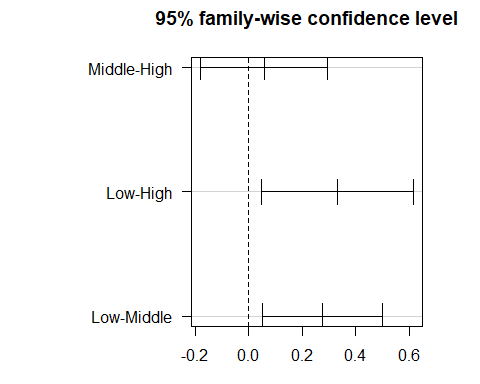 95% family-wise confidence level
Middle-High
Low-High
Low-Middle
-0.2 0.0 0.2 0.4 0.6